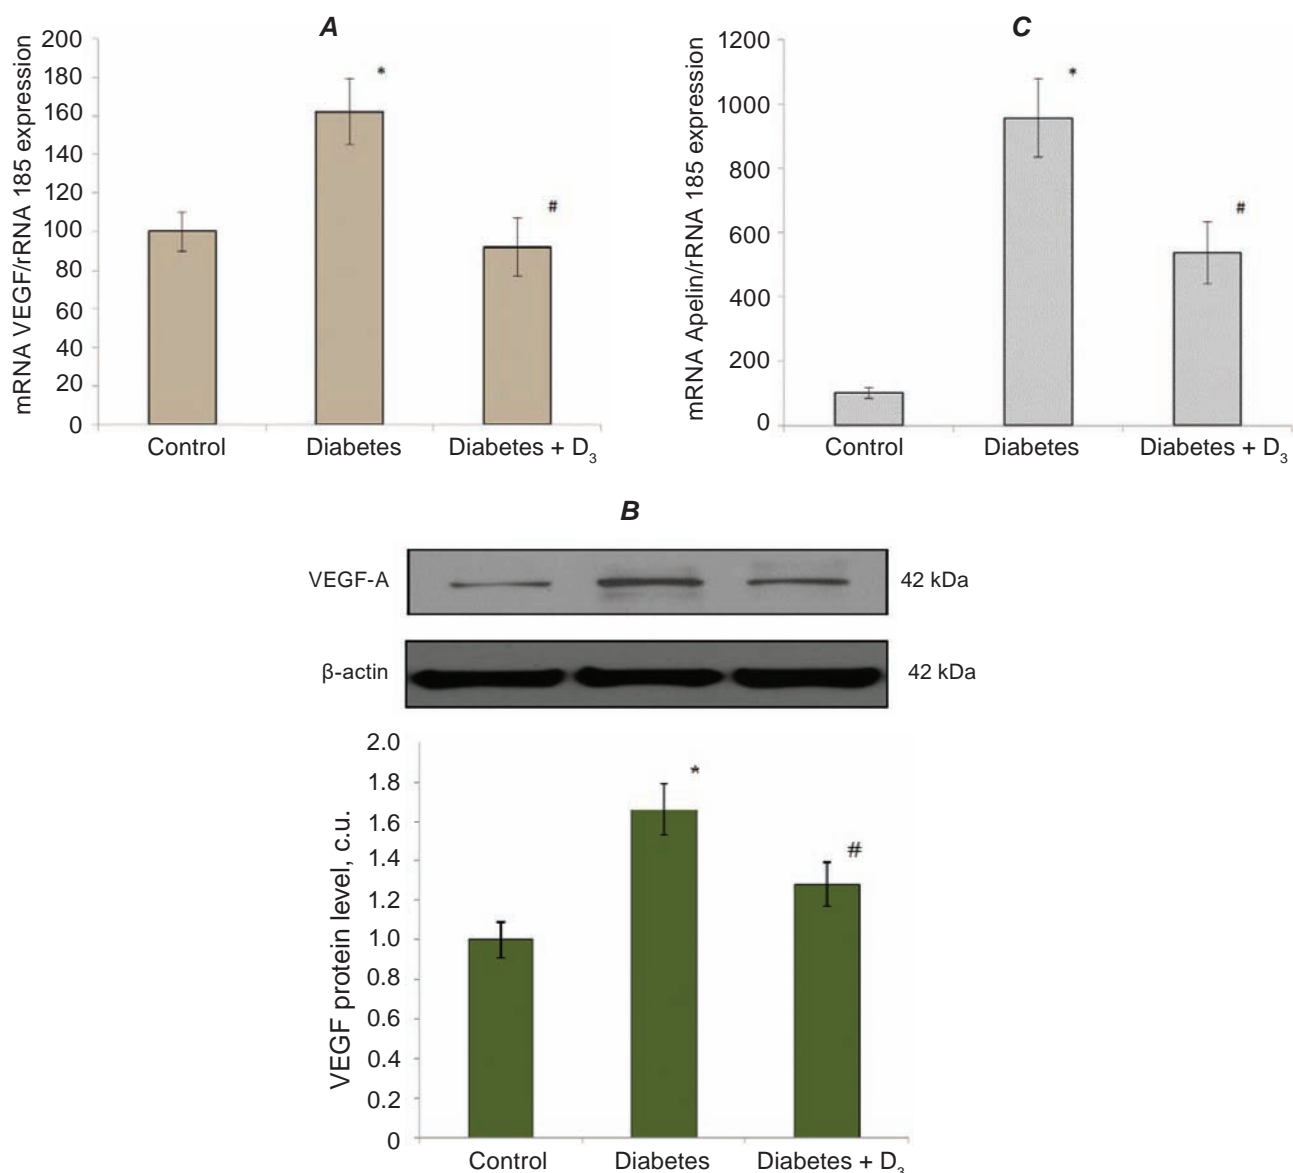 A
mRNA VEGF/rRNA 185 expression
200
180
160
140
120
100
80
60
40
20
0
*
#
Control
Diabetes
Diabetes + D₃
C
mRNA Apelin/rRNA 185 expression
1200
1000
800
600
400
200
0
*
#
Control
Diabetes
Diabetes + D₃
B
VEGF-A
42 kDa
β-actin
42 kDa
VEGF protein level, c.u.
2.0
1.8
1.6
1.4
1.2
1.0
0.8
0.6
0.4
0.2
0
*
#
Control
Diabetes
Diabetes + D₃